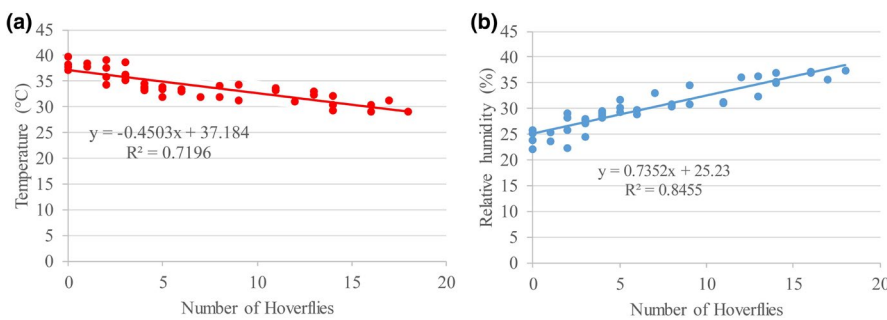 (a)
45
40
35
30
25
20
15
10
5
0
Temperature (°C)
y = -0.4503x + 37.184
R² = 0.7196
0 5 10 15 20
Number of Hoverflies
(b)
45
40
35
30
25
20
15
10
5
0
Relative humidity (%)
y = 0.7352x + 25.23
R² = 0.8455
0 5 10 15 20
Number of Hoverflies